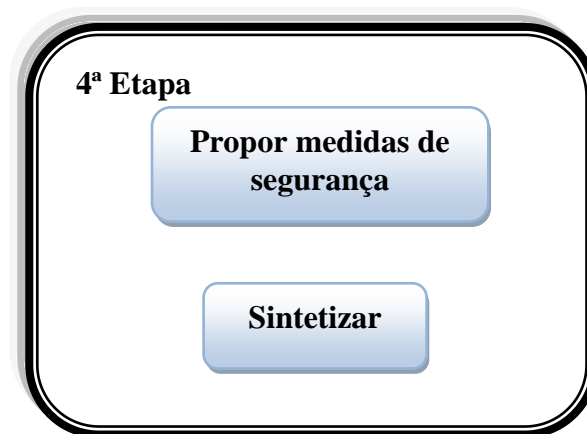 4ª Etapa
Propor medidas de
segurança
Sintetizar